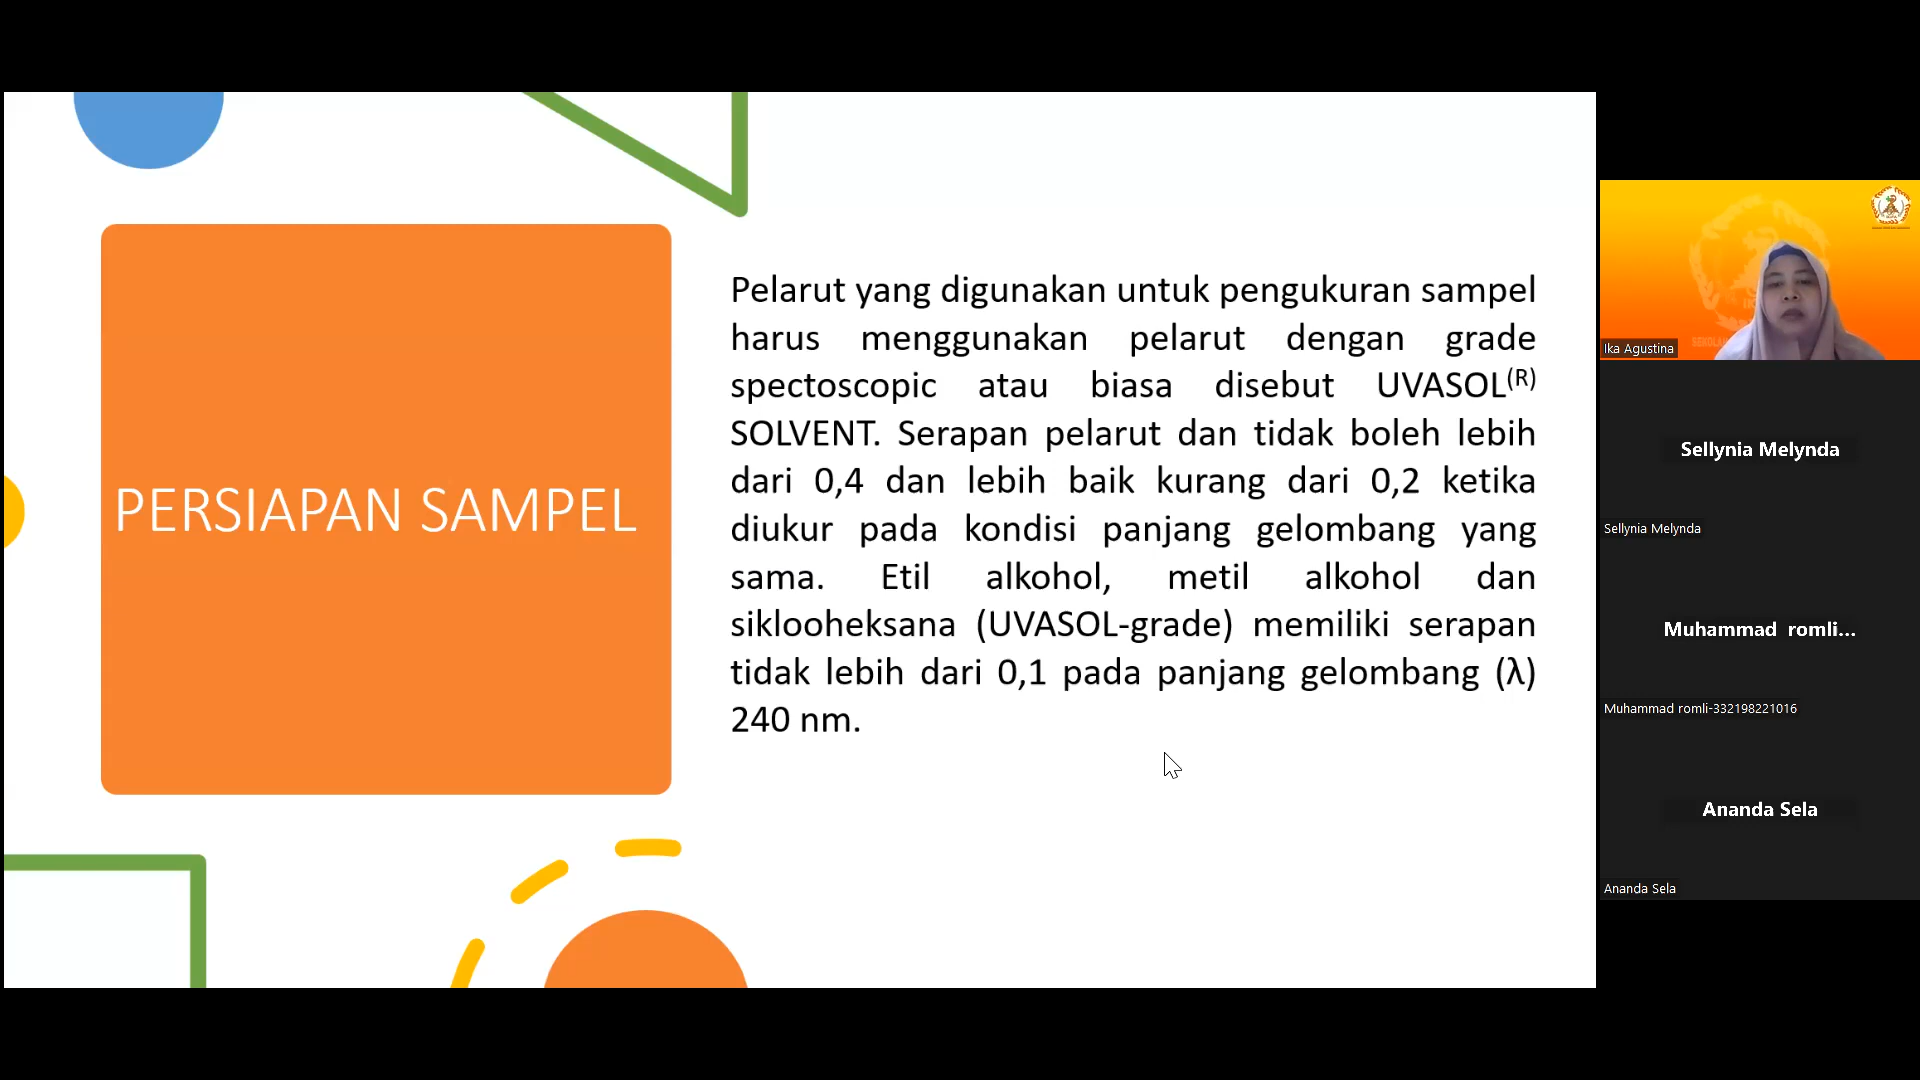 PERSIAPAN SAMPEL
Pelarut yang digunakan untuk pengukuran sampel
harus menggunakan pelarut dengan grade
spectoscopic atau biasa disebut UVASOL(R)
SOLVENT. Serapan pelarut dan tidak boleh lebih
dari 0,4 dan lebih baik kurang dari 0,2 ketika
diukur pada kondisi panjang gelombang yang
sama. Etil alkohol, metil alkohol dan
siklooheksana (UVASOL-grade) memiliki serapan
tidak lebih dari 0,1 pada panjang gelombang (λ)
240 nm.
Ika Agustina
Sellynia Melynda
Sellynia Melynda
Muhammad romli...
Muhammad romli-332198221016
Ananda Sela
Ananda Sela